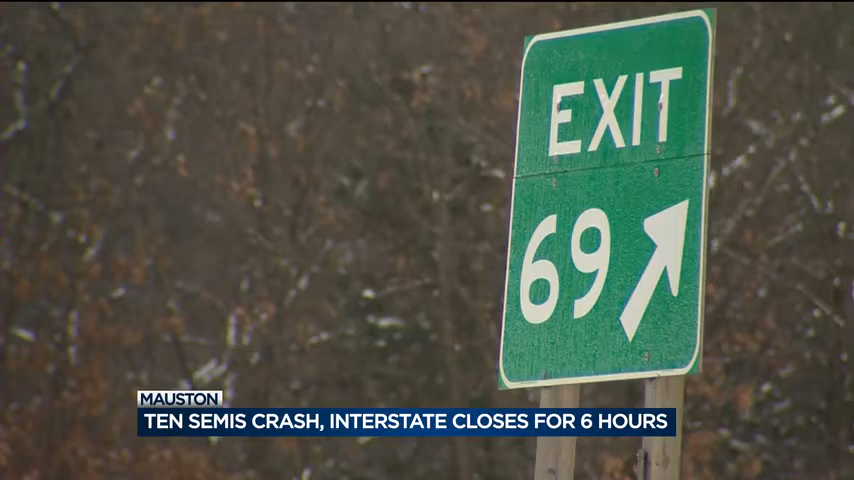 EXIT
69
MAUSTON
TEN SEMIS CRASH, INTERSTATE CLOSES FOR 6 HOURS